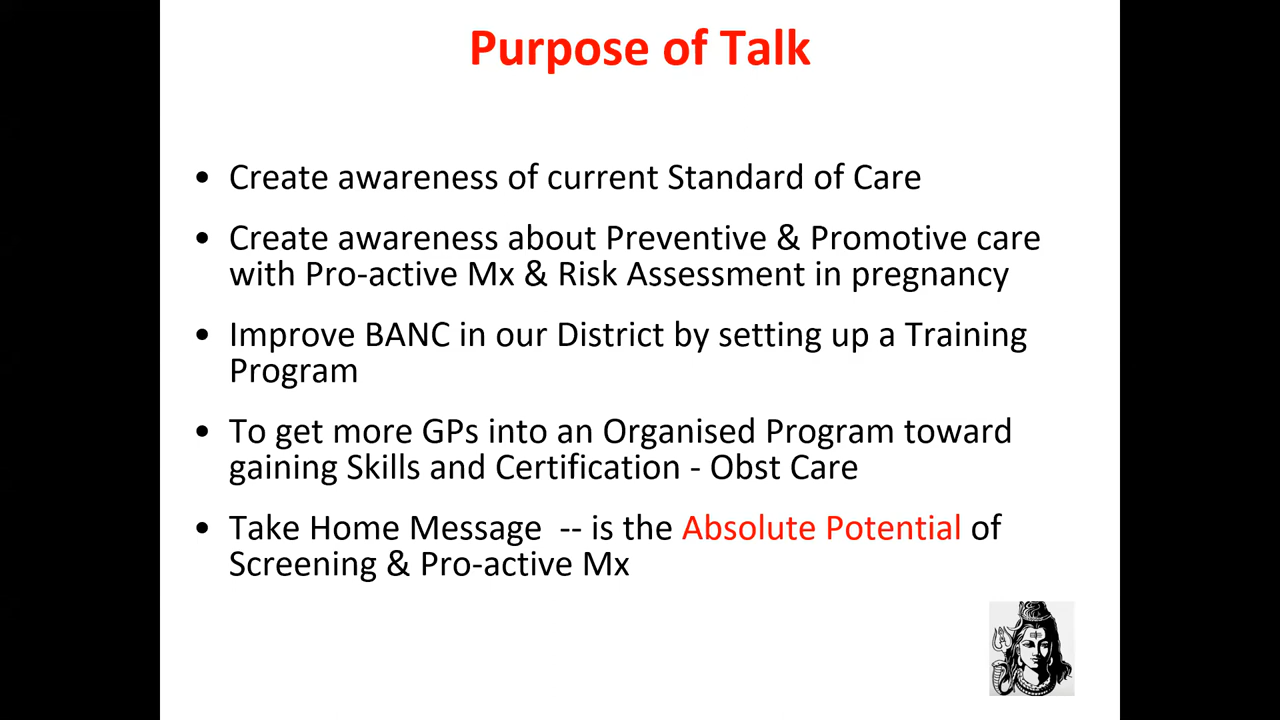 Purpose of Talk
• Create awareness of current Standard of Care
• Create awareness about Preventive & Promotive care
with Pro-active Mx & Risk Assessment in pregnancy
• Improve BANC in our District by setting up a Training
Program
• To get more GPs into an Organised Program toward
gaining Skills and Certification - Obst Care
• Take Home Message  -- is the Absolute Potential of
Screening & Pro-active Mx